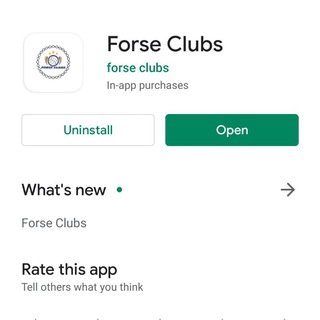 Forse Clubs
forse clubs
In-app purchases
Uninstall
Open
What's new
Forse Clubs
Rate this app
Tell others what you think